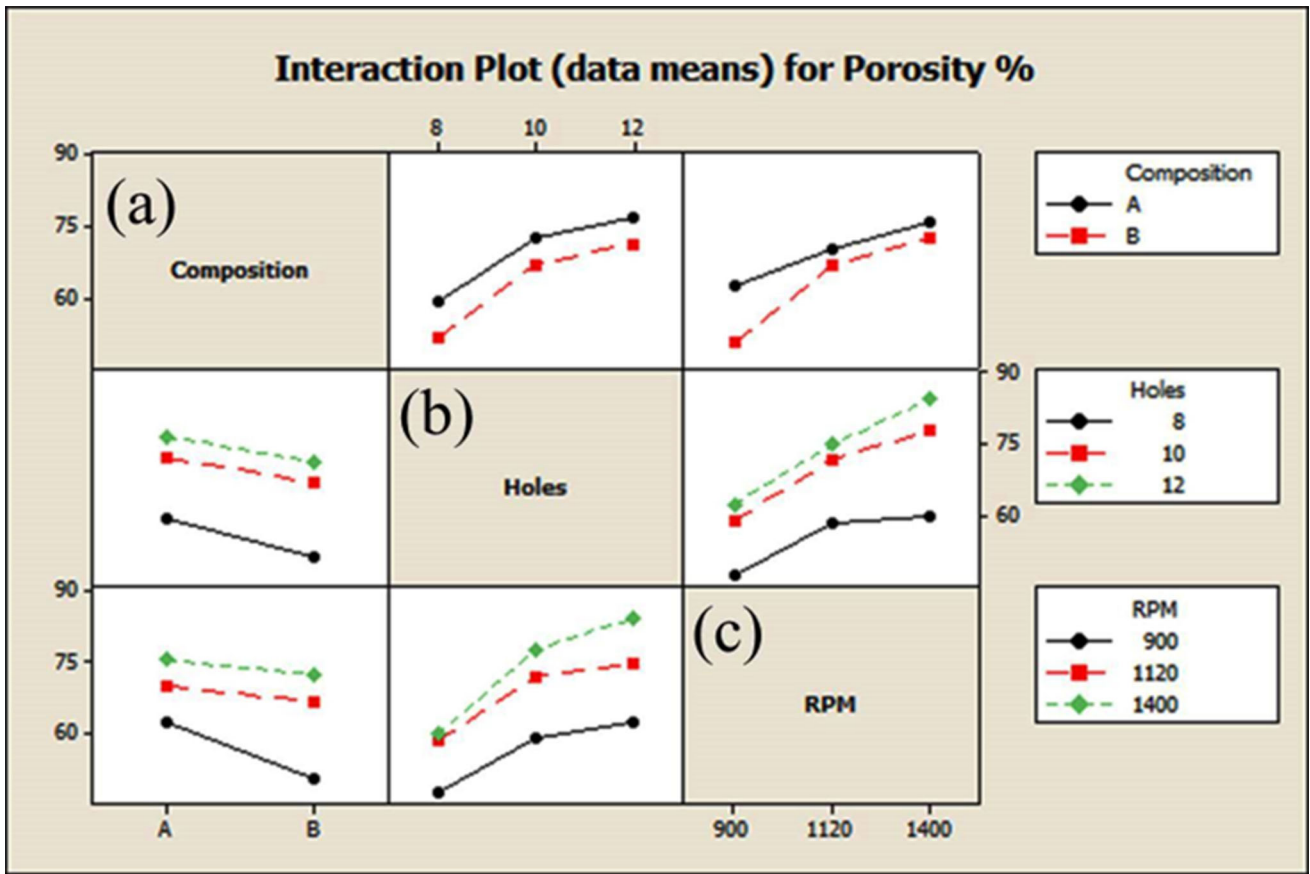 Interaction Plot (data means) for Porosity %
8 10 12
90
75
60
(a)
Composition
Composition
A
B
(b)
Holes
90
75
60
Holes
8
10
12
90
75
60
(c)
RPM
RPM
900
1120
1400
A B
900 1120 1400